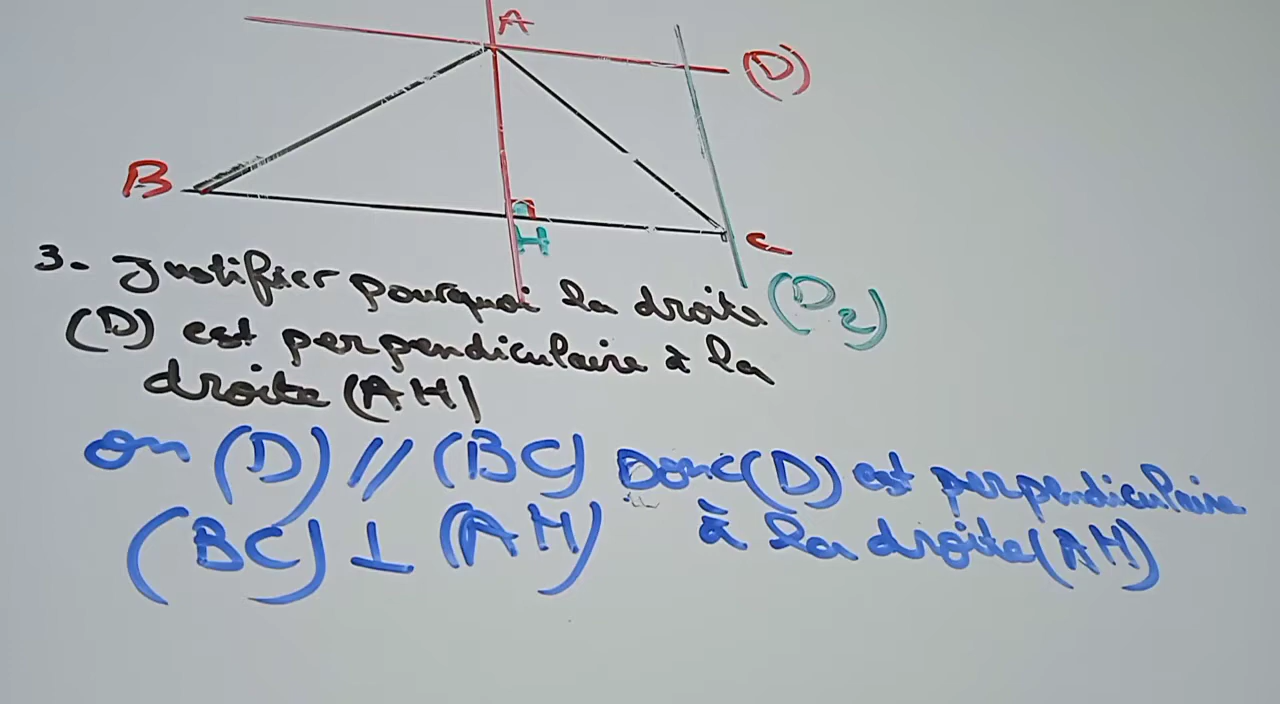 A
(D)
B
H
C
3- Justifier pourquoi la droite
(D₂)
(D) est perpendiculaire à la
droite (AH)
on (D) // (BC) Donc (D) est perpendiculaire
(BC) ⊥ (AH) à la droite (AH)